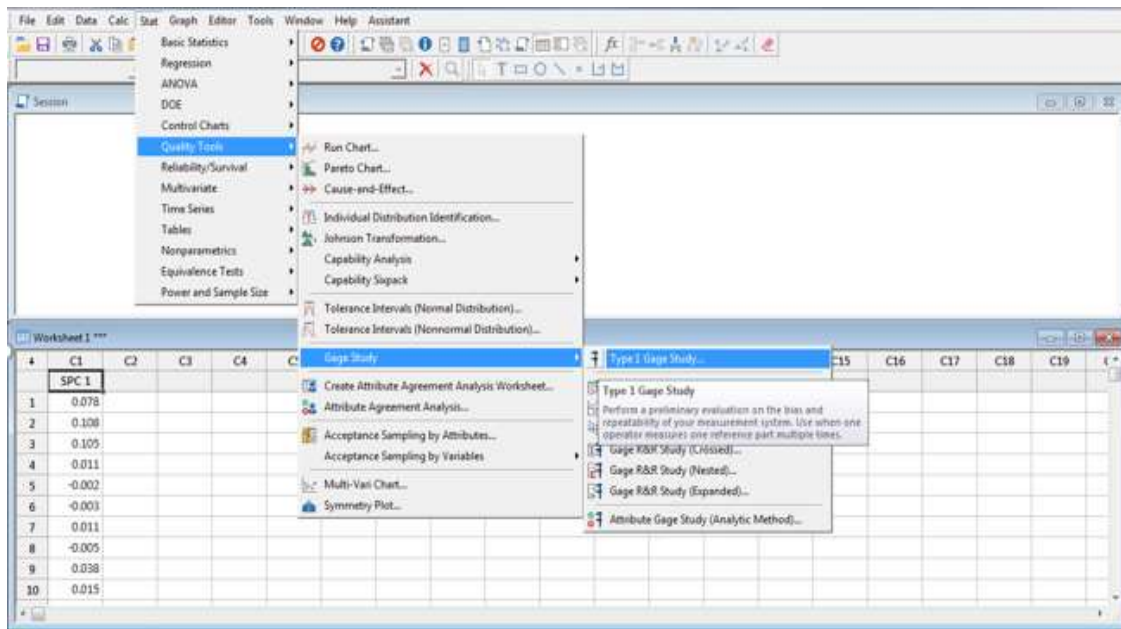 File Edit Data Calc Stat Graph Editor Tools Window Help Assistant
Basic Statistics
Regression
ANOVA
DOE
Control Charts
Quality Tools
Reliability/Survival
Multivariate
Time Series
Tables
Nonparametrics
Equivalence Tests
Power and Sample Size
Session
Run Chart...
Pareto Chart...
Cause-and-Effect...
Individual Distribution Identification...
Johnson Transformation...
Capability Analysis
Capability Sixpack
Tolerance Intervals (Normal Distribution)...
Tolerance Intervals (Nonnormal Distribution)...
Gage Study
Create Attribute Agreement Analysis Worksheet...
Attribute Agreement Analysis...
Acceptance Sampling by Attributes...
Acceptance Sampling by Variables
Multi-Vari Chart...
Symmetry Plot...
Type 1 Gage Study...
Type 1 Gage Study
Perform a preliminary evaluation on the bias and
repeatability of your measurement system. Use when one
operator measures one reference part multiple times.
Gage R&R Study (Crossed)...
Gage R&R Study (Nested)...
Gage R&R Study (Expanded)...
Attribute Gage Study (Analytic Method)...
Worksheet 1 ***
C1 C2 C3 C4 C15 C16 C17 C18 C19
SPC 1
1 0.078
2 0.108
3 0.105
4 0.011
5 -0.002
6 -0.003
7 0.011
8 -0.005
9 0.038
10 0.015